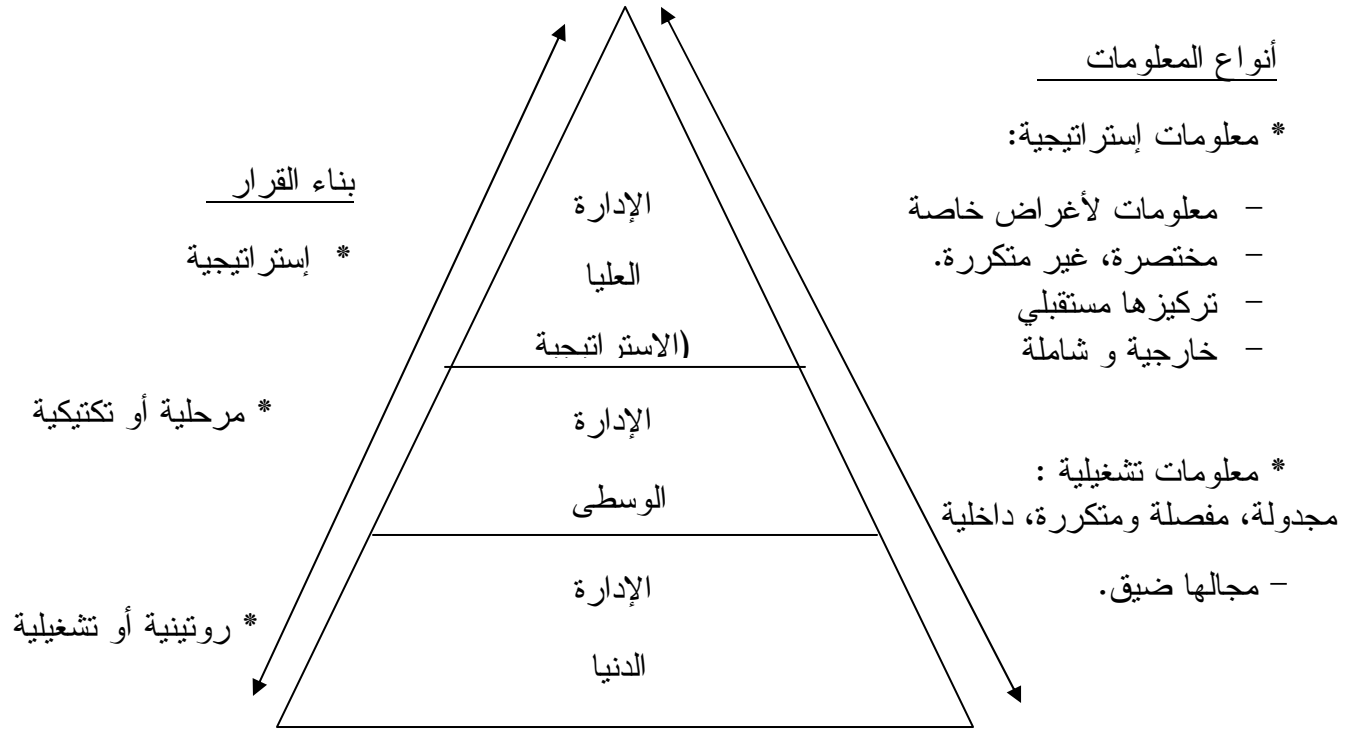 أنواع المعلومات
* معلومات إستراتيجية:
- معلومات لأغراض خاصة
- مختصرة، غير متكررة.
- تركيزها مستقبلي
- خارجية و شاملة
* معلومات تشغيلية :
مجدولة، مفصلة ومتكررة، داخلية
- مجالها ضيق.
الإدارة
العليا
(الاستراتيجية
الإدارة
الوسطى
الإدارة
الدنيا
بناء القرار
* إستراتيجية
* مرحلية أو تكتيكية
* روتينية أو تشغيلية